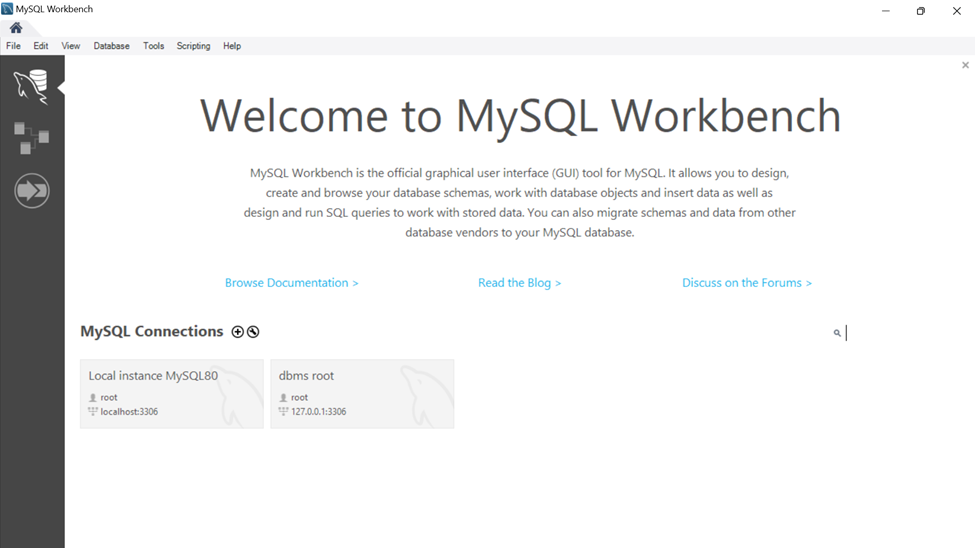 MySQL Workbench
File Edit View Database Tools Scripting Help
Welcome to MySQL Workbench
MySQL Workbench is the official graphical user interface (GUI) tool for MySQL. It allows you to design,
create and browse your database schemas, work with database objects and insert data as well as
design and run SQL queries to work with stored data. You can also migrate schemas and data from other
database vendors to your MySQL database.
Browse Documentation > Read the Blog > Discuss on the Forums >
MySQL Connections
Local instance MySQL80
root
localhost:3306
dbms root
root
127.0.0.1:3306